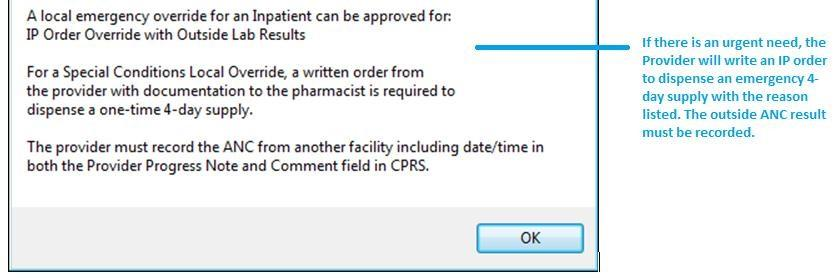 A local emergency override for an Inpatient can be approved for:
IP Order Override with Outside Lab Results
For a Special Conditions Local Override, a written order from
the provider with documentation to the pharmacist is required to
dispense a one-time 4-day supply.
The provider must record the ANC from another facility including date/time in
both the Provider Progress Note and Comment field in CPRS.
OK
If there is an urgent need, the
Provider will write an IP order
to dispense an emergency 4-
day supply with the reason
listed. The outside ANC result
must be recorded.